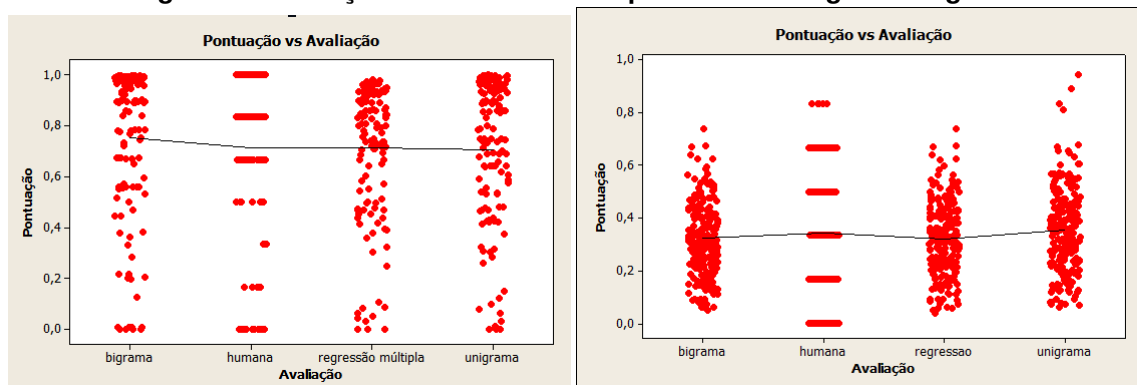 Pontuação vs Avaliação
1,0
0,8
0,6
0,4
0,2
0,0
Pontuação
bigrama humana regressão múltipla unigrama
Avaliação
Pontuação vs Avaliação
1,0
0,8
0,6
0,4
0,2
0,0
Pontuação
bigrama humana regressao unigrama
Avaliação